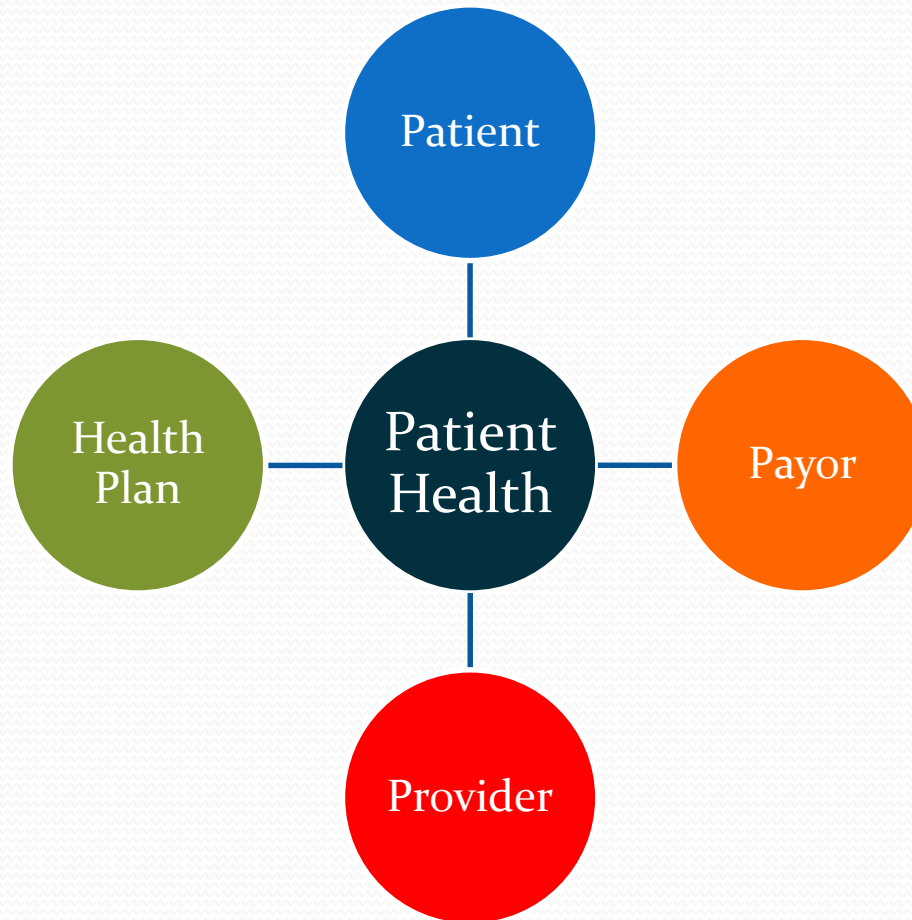 Patient
Health
Plan
Patient
Health
Payor
Provider